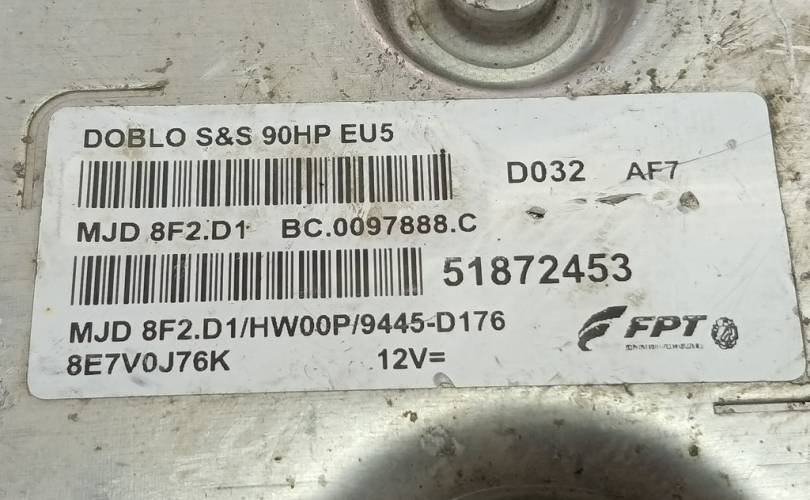 DOBLO S&S 90HP EU5
D032 AF7
MJD 8F2.D1 BC.0097888.C
51872453
MJD 8F2.D1/HW00P/9445-D176
FPT
8E7V0J76K 12V=